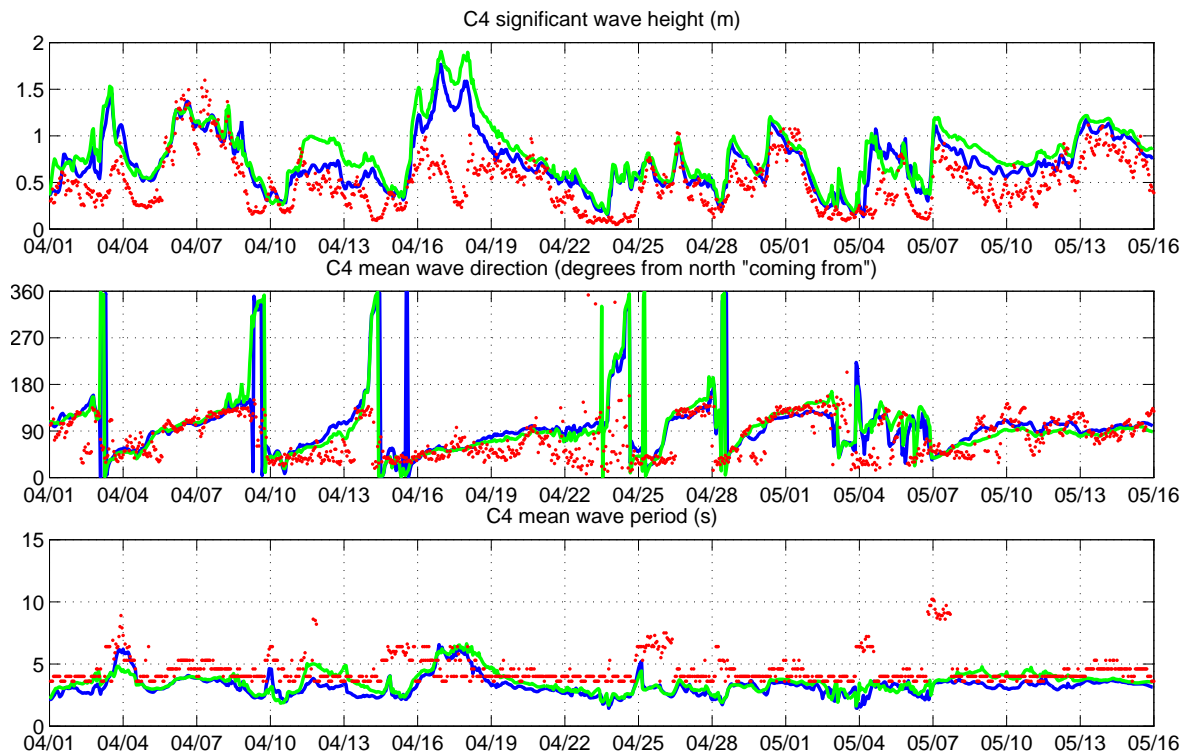 C4 significant wave height (m)
2
1.5
1
0.5
0
04/01 04/04 04/07 04/10 04/13 04/16 04/19 04/22 04/25 04/28 05/01 05/04 05/07 05/10 05/13 05/16
C4 mean wave direction (degrees from north "coming from")
360
270
180
90
0
04/01 04/04 04/07 04/10 04/13 04/16 04/19 04/22 04/25 04/28 05/01 05/04 05/07 05/10 05/13 05/16
C4 mean wave period (s)
15
10
5
0
04/01 04/04 04/07 04/10 04/13 04/16 04/19 04/22 04/25 04/28 05/01 05/04 05/07 05/10 05/13 05/16